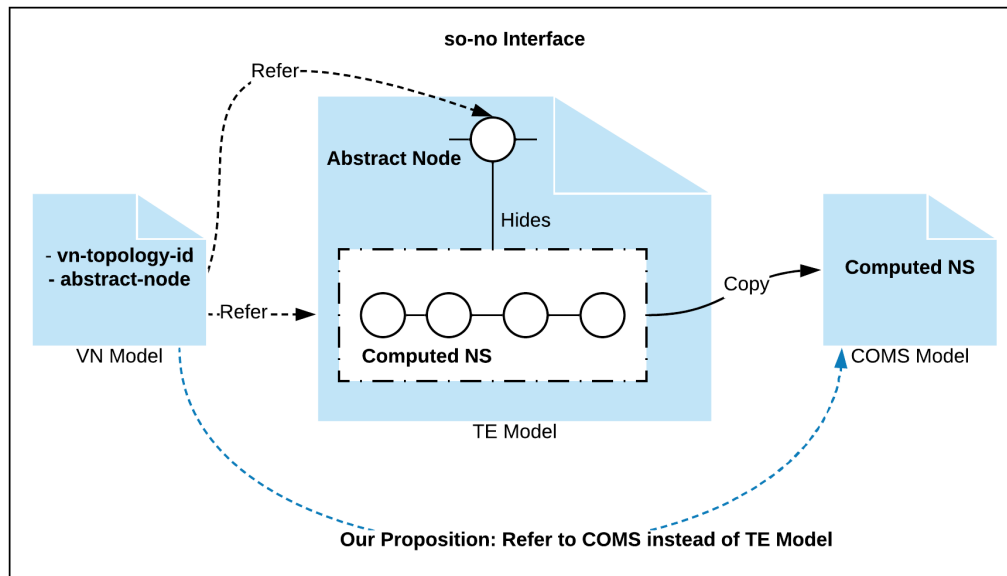 so-no Interface
Refer
Abstract Node
Hides
- vn-topology-id
- abstract-node
Refer
Computed NS
Copy
Computed NS
VN Model
COMS Model
TE Model
Our Proposition: Refer to COMS instead of TE Model